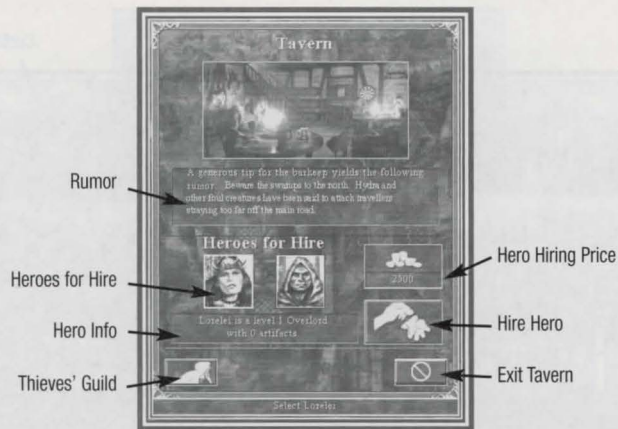 Tavern
A generous tip for the barkeep yields the following
rumor. Beware the swamps to the north. Hydra and
other foul creatures have been said to attack travellers
straying too far off the main road.
Rumor
Heroes for Hire
Heroes for Hire
2500
Hero Hiring Price
Lorelei is a level 1 Overlord
with 0 artifacts
Hero Info
Hire Hero
Thieves' Guild
Exit Tavern
Select Lorelei